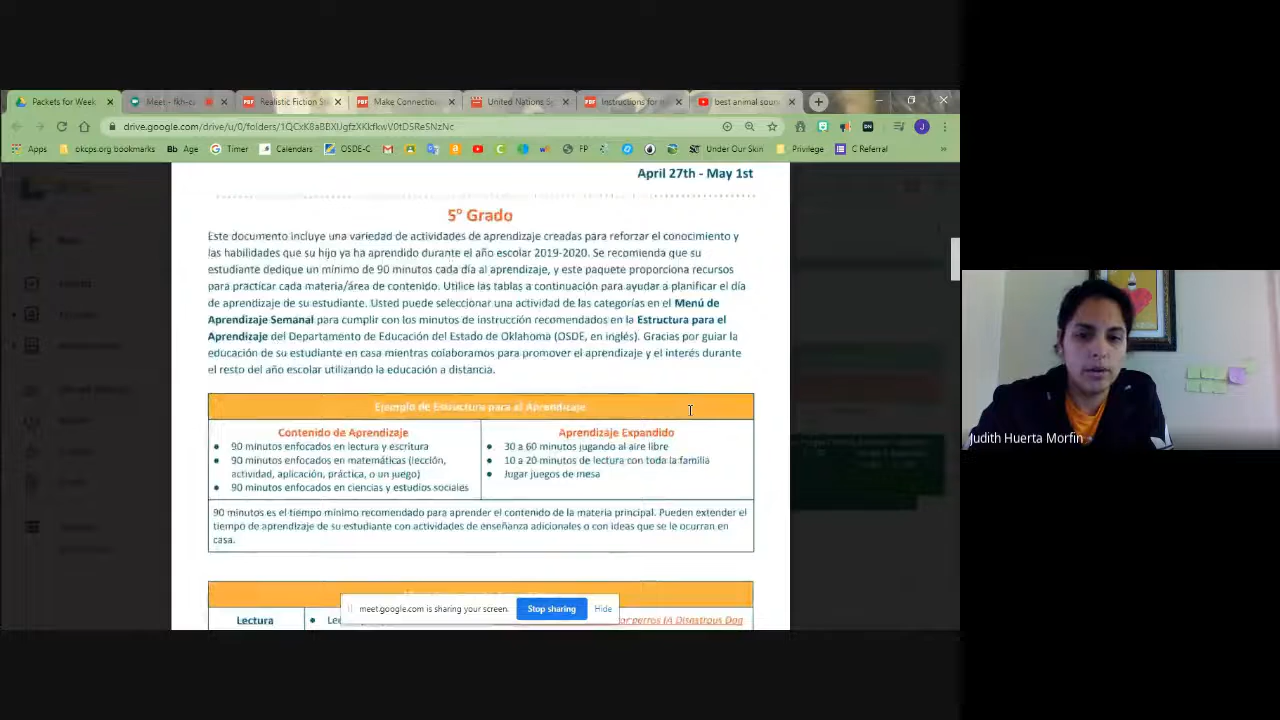 Packets for Week
Meet - fkh-c
Realistic Fiction St
Make Connection
United Nations S
Instructions for
best animal soun
drive.google.com/drive/u/0/folders/
Apps
okcps.org bookmarks
Bb Age
Timer
Calendars
OSDE-C
FP
ST
Under Our Skin
Privilege
C Referral
April 27th - May 1st
5° Grado
Este documento incluye una variedad de actividades de aprendizaje creadas para reforzar el conocimiento y
las habilidades que su hijo ya ha aprendido durante el año escolar 2019-2020. Se recomienda que su
estudiante dedique un mínimo de 90 minutos cada día al aprendizaje, y este paquete proporciona recursos
para practicar cada materia/área de contenido. Utilice las tablas a continuación para ayudar a planificar el día
de aprendizaje de su estudiante. Usted puede seleccionar una actividad de las categorías en el Menú de
Aprendizaje Semanal para cumplir con los minutos de instrucción recomendados en la Estructura para el
Aprendizaje del Departamento de Educación del Estado de Oklahoma (OSDE, en inglés). Gracias por guiar la
educación de su estudiante en casa mientras colaboramos para promover el aprendizaje y el interés durante
el resto del año escolar utilizando la educación a distancia.
Ejemplo de Estructura para el Aprendizaje
Contenido de Aprendizaje
• 90 minutos enfocados en lectura y escritura
• 90 minutos enfocados en matemáticas (lección,
actividad, aplicación, práctica, o un juego)
• 90 minutos enfocados en ciencias y estudios sociales
Aprendizaje Expandido
• 30 a 60 minutos jugando al aire libre
• 10 a 20 minutos de lectura con toda la familia
• Jugar juegos de mesa
90 minutos es el tiempo mínimo recomendado para aprender el contenido de la materia principal. Pueden extender el
tiempo de aprendizaje de su estudiante con actividades de enseñanza adicionales o con ideas que se le ocurran en
casa.
meet.google.com is sharing your screen.
Stop sharing
Hide
Lectura
perros (A Disastrous Dog
Judith Huerta Morfin